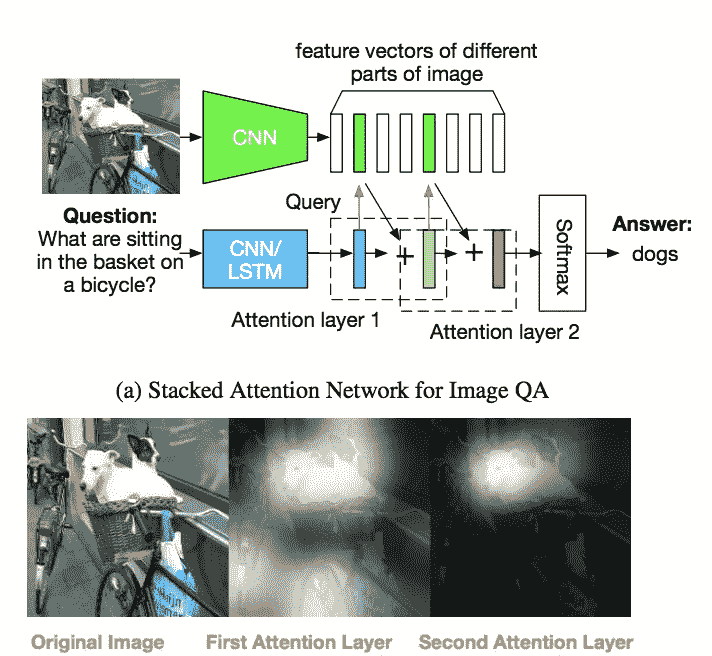 feature vectors of different
parts of image
CNN
Query
Question:
What are sitting
in the basket on
a bicycle?
CNN/
LSTM
+
+
Softmax
Answer:
dogs
Attention layer 1
Attention layer 2
(a) Stacked Attention Network for Image QA
Original Image
First Attention Layer
Second Attention Layer